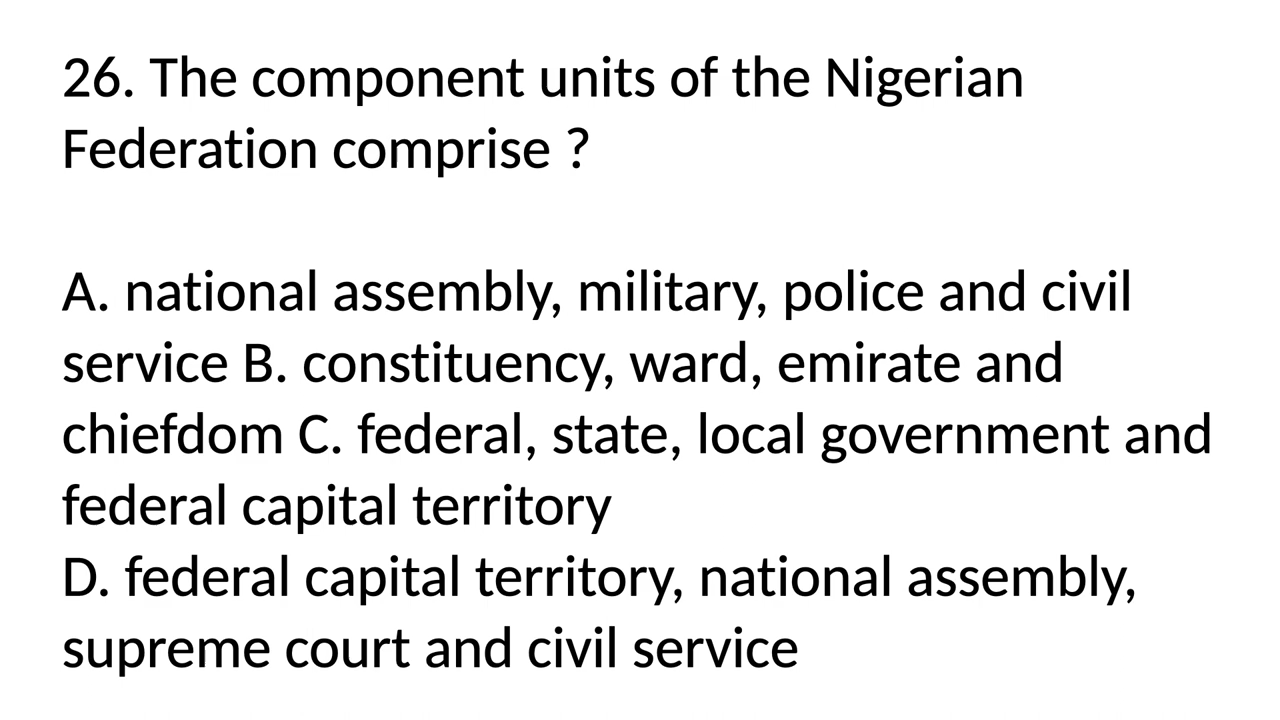 26. The component units of the Nigerian
Federation comprise ?
A. national assembly, military, police and civil
service B. constituency, ward, emirate and
chiefdom C. federal, state, local government and
federal capital territory
D. federal capital territory, national assembly,
supreme court and civil service